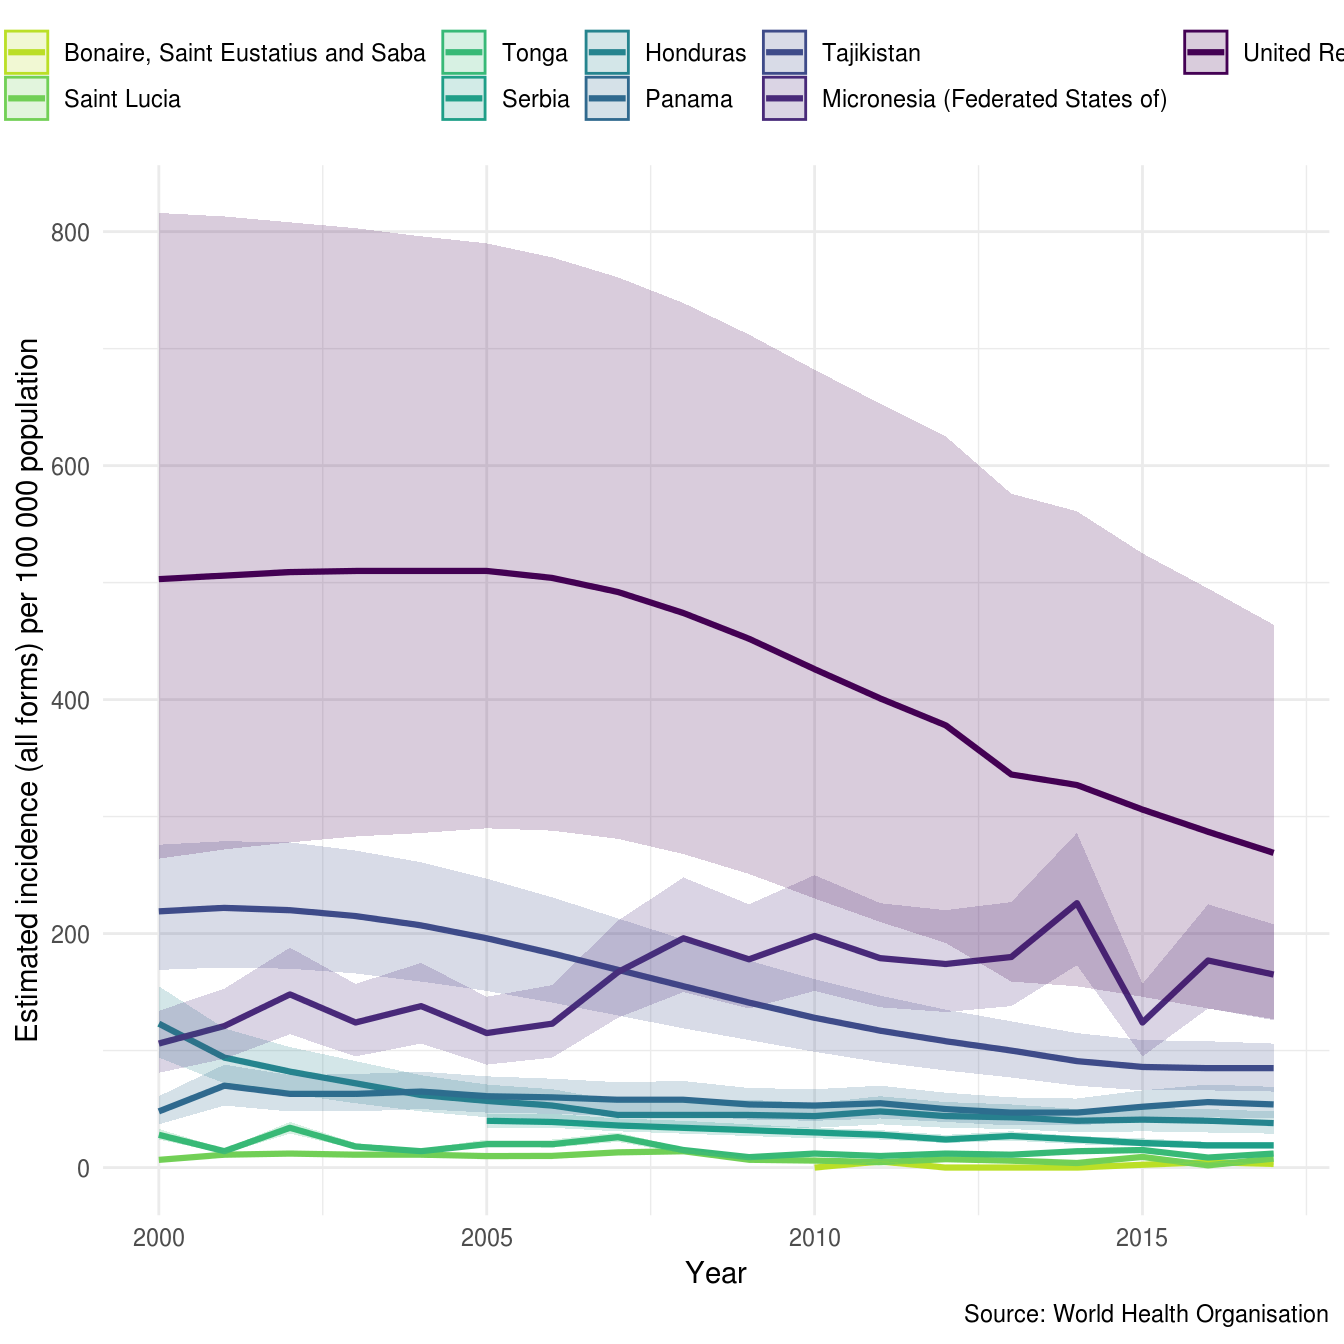 Bonaire, Saint Eustatius and Saba Tonga Honduras Tajikistan United Re
Saint Lucia Serbia Panama Micronesia (Federated States of)
Estimated incidence (all forms) per 100 000 population
800
600
400
200
0
2000 2005 2010 2015
Year
Source: World Health Organisation